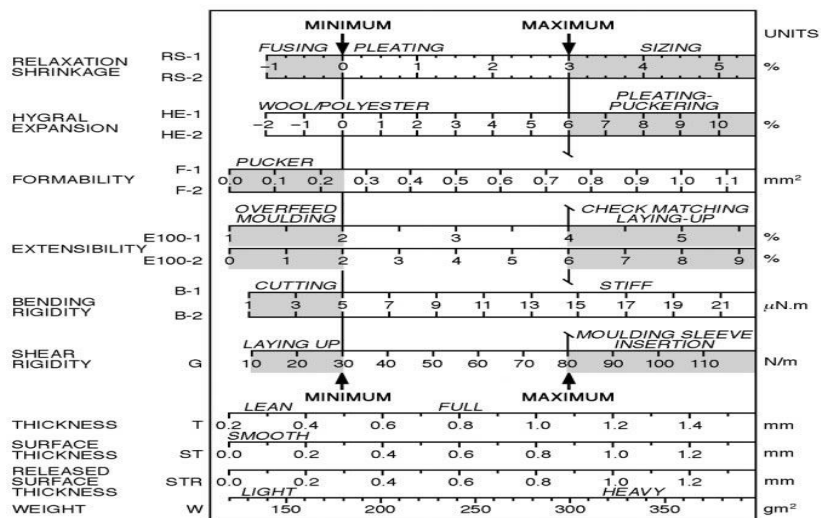 MINIMUM MAXIMUM UNITS
FUSING PLEATING SIZING
RELAXATION SHRINKAGE RS-1 RS-2 -1 0 1 2 3 4 5 %
WOOL/POLYESTER PLEATING-PUCKERING
HYGRAL EXPANSION HE-1 HE-2 -2 -1 0 1 2 3 4 5 6 7 8 9 10 %
PUCKER
FORMABILITY F-1 F-2 0.0 0.1 0.2 0.3 0.4 0.5 0.6 0.7 0.8 0.9 1.0 1.1 mm²
OVERFEED MOULDING CHECK MATCHING LAYING-UP
EXTENSIBILITY E100-1 1 2 3 4 5 %
E100-2 0 1 2 3 4 5 6 7 8 9 %
CUTTING STIFF
BENDING RIGIDITY B-1 B-2 1 3 5 7 9 11 13 15 17 19 21 µN.m
LAYING UP MOULDING SLEEVE INSERTION
SHEAR RIGIDITY G 10 20 30 40 50 60 70 80 90 100 110 N/m
MINIMUM MAXIMUM
LEAN FULL
THICKNESS T 0.2 0.4 0.6 0.8 1.0 1.2 1.4 mm
SMOOTH
SURFACE THICKNESS ST 0.0 0.2 0.4 0.6 0.8 1.0 1.2 mm
RELEASED SURFACE THICKNESS STR 0.0 0.2 0.4 0.6 0.8 1.0 1.2 mm
LIGHT HEAVY
WEIGHT W 150 200 250 300 350 gm²